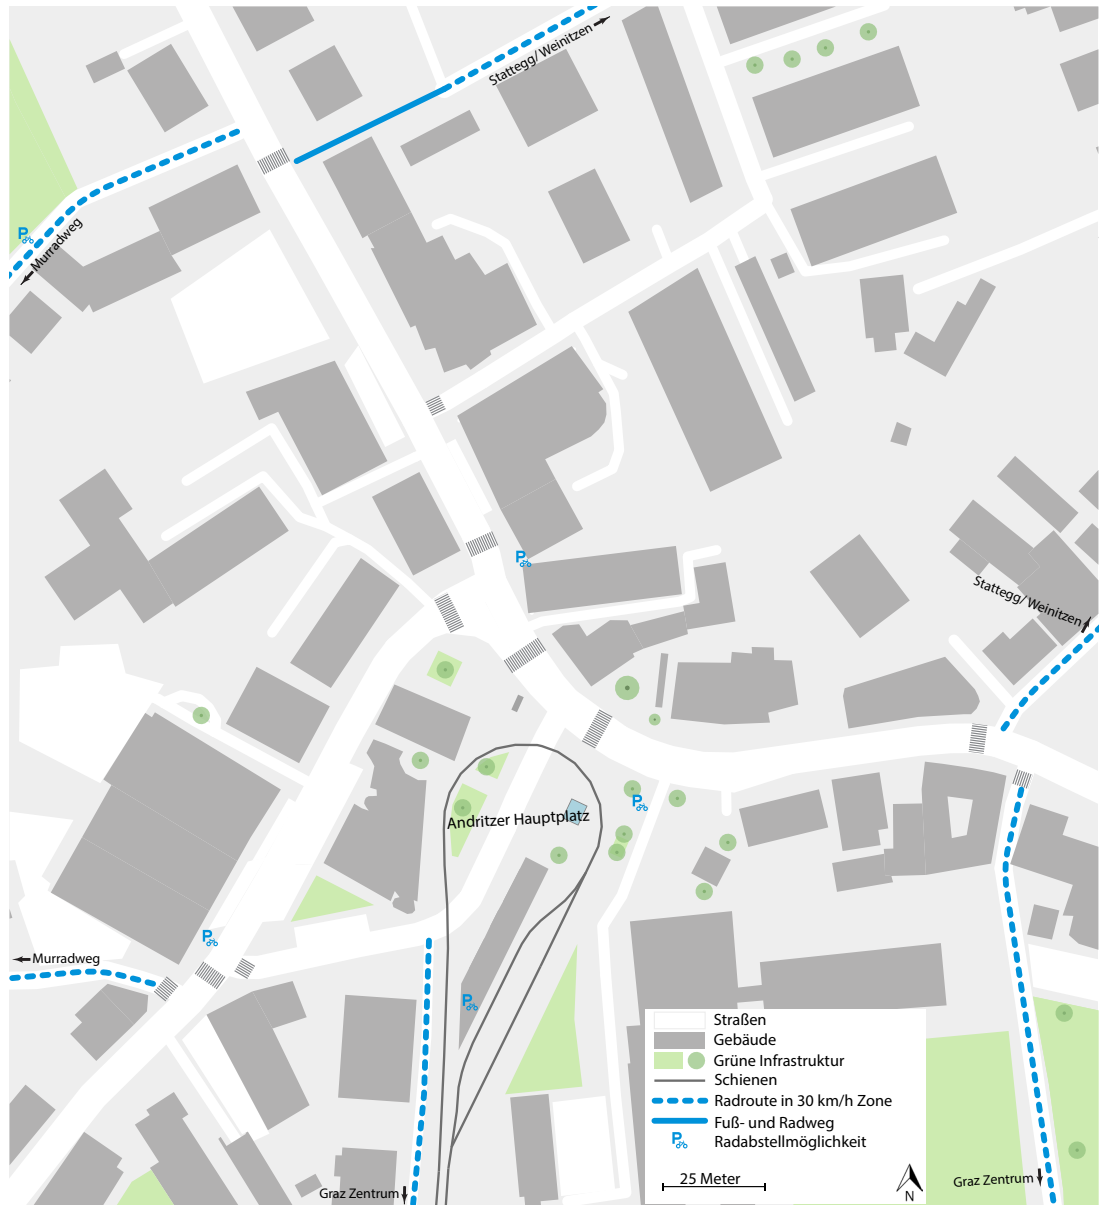 Stattegg/ Weinitzen
Murradweg
Stattegg/ Weinitzen
Andritzer Hauptplatz
Murradweg
Graz Zentrum
Graz Zentrum
Straßen
Gebäude
Grüne Infrastruktur
Schienen
Radroute in 30 km/h Zone
Fuß- und Radweg
P Radabstellmöglichkeit
25 Meter
N
P
P
P
P
P